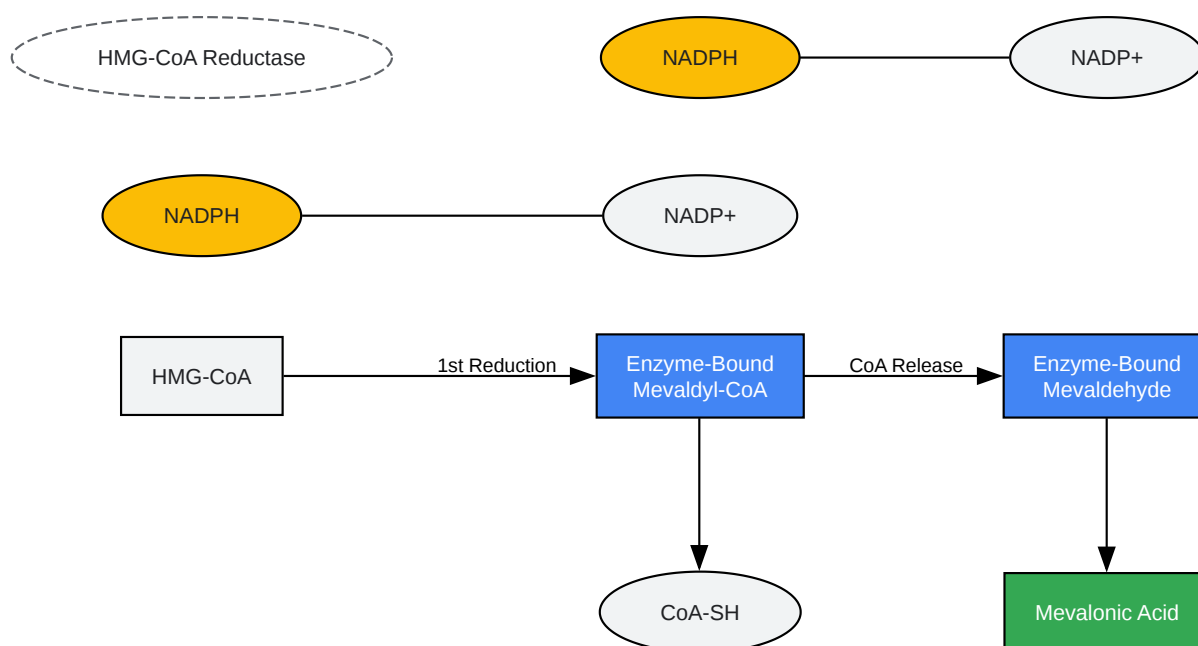 HMG-CoA Reductase
NADPH
NADP+
NADPH
NADP+
HMG-CoA
1st Reduction
Enzyme-Bound
Mevaldyl-CoA
CoA Release
Enzyme-Bound
Mevaldehyde
CoA-SH
Mevalonic Acid